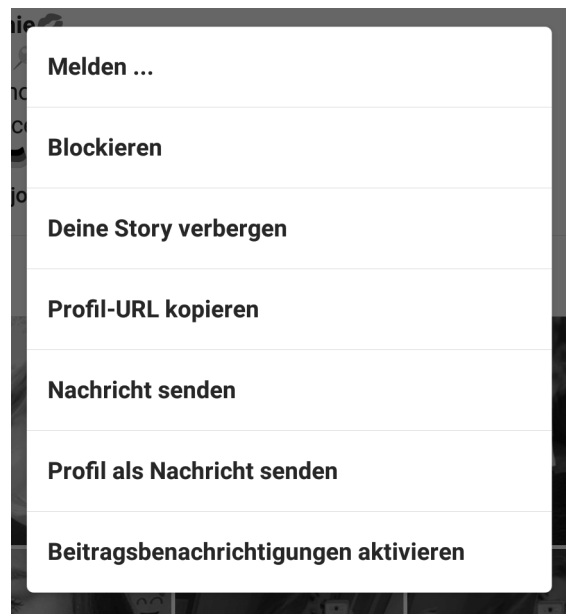 Melden ...
Blockieren
Deine Story verbergen
Profil-URL kopieren
Nachricht senden
Profil als Nachricht senden
Beitragsbenachrichtigungen aktivieren